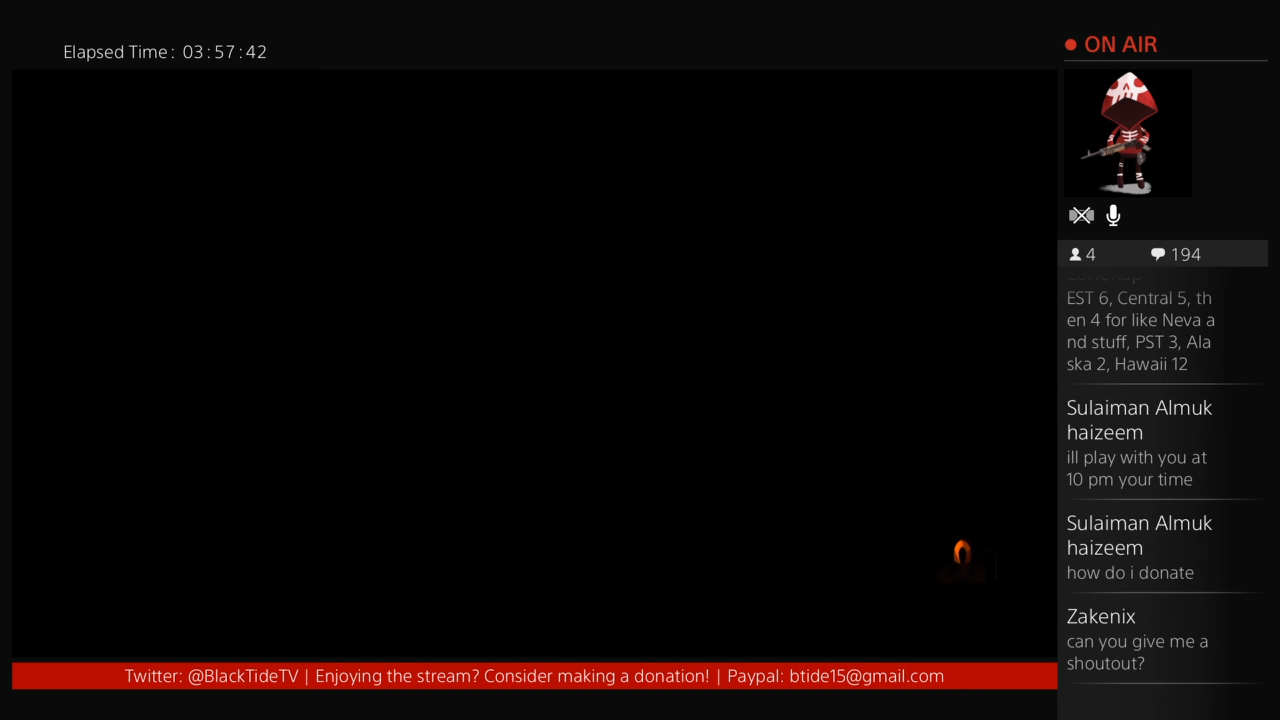 Elapsed Time: 03:57:42
ON AIR
4 194
EST 6, Central 5, th
en 4 for like Neva a
nd stuff, PST 3, Ala
ska 2, Hawaii 12
Sulaiman Almuk
haizeem
ill play with you at
10 pm your time
Sulaiman Almuk
haizeem
how do i donate
Zakenix
can you give me a
shoutout?
Twitter: @BlackTideTV | Enjoying the stream? Consider making a donation! | Paypal: btide15@gmail.com